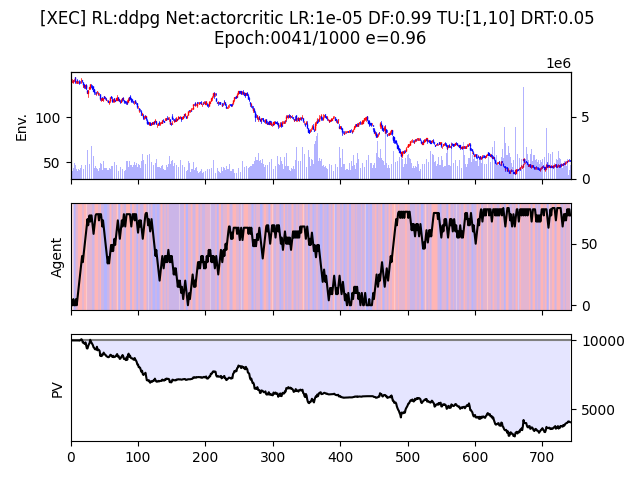 [XEC] RL:ddpg Net:actorcritic LR:1e-05 DF:0.99 TU:[1,10] DRT:0.05
Epoch:0041/1000 e=0.96
1e6
Env.
100
50
5
0
Agent
50
0
PV
10000
5000
0 100 200 300 400 500 600 700